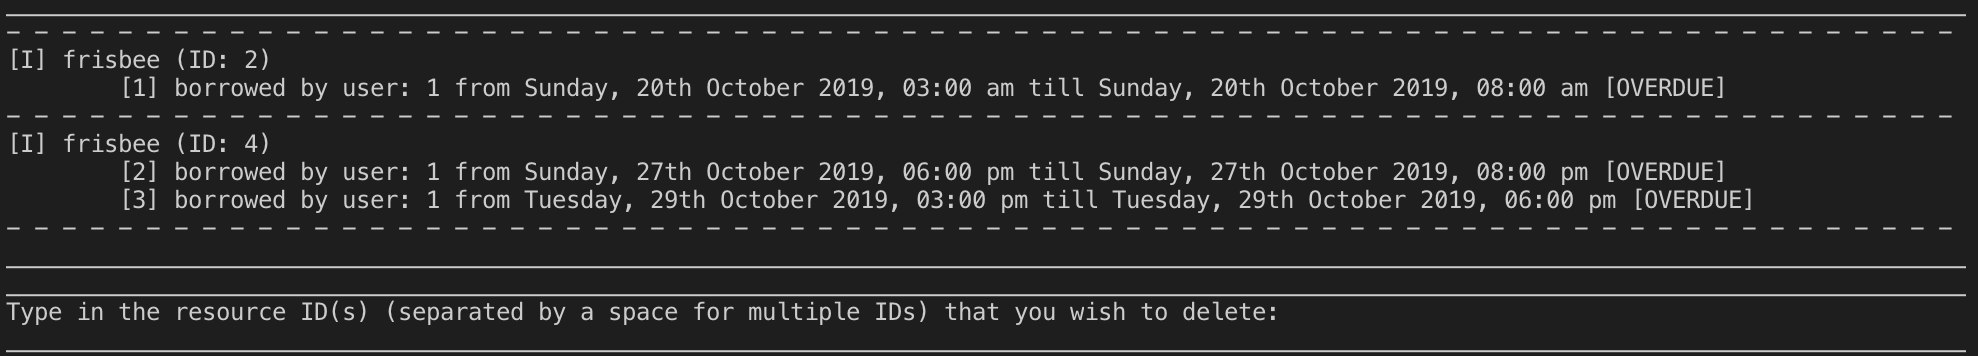 [I] frisbee (ID: 2)
[1] borrowed by user: 1 from Sunday, 20th October 2019, 03:00 am till Sunday, 20th October 2019, 08:00 am [OVERDUE]
[I] frisbee (ID: 4)
[2] borrowed by user: 1 from Sunday, 27th October 2019, 06:00 pm till Sunday, 27th October 2019, 08:00 pm [OVERDUE]
[3] borrowed by user: 1 from Tuesday, 29th October 2019, 03:00 pm till Tuesday, 29th October 2019, 06:00 pm [OVERDUE]
Type in the resource ID(s) (separated by a space for multiple IDs) that you wish to delete: